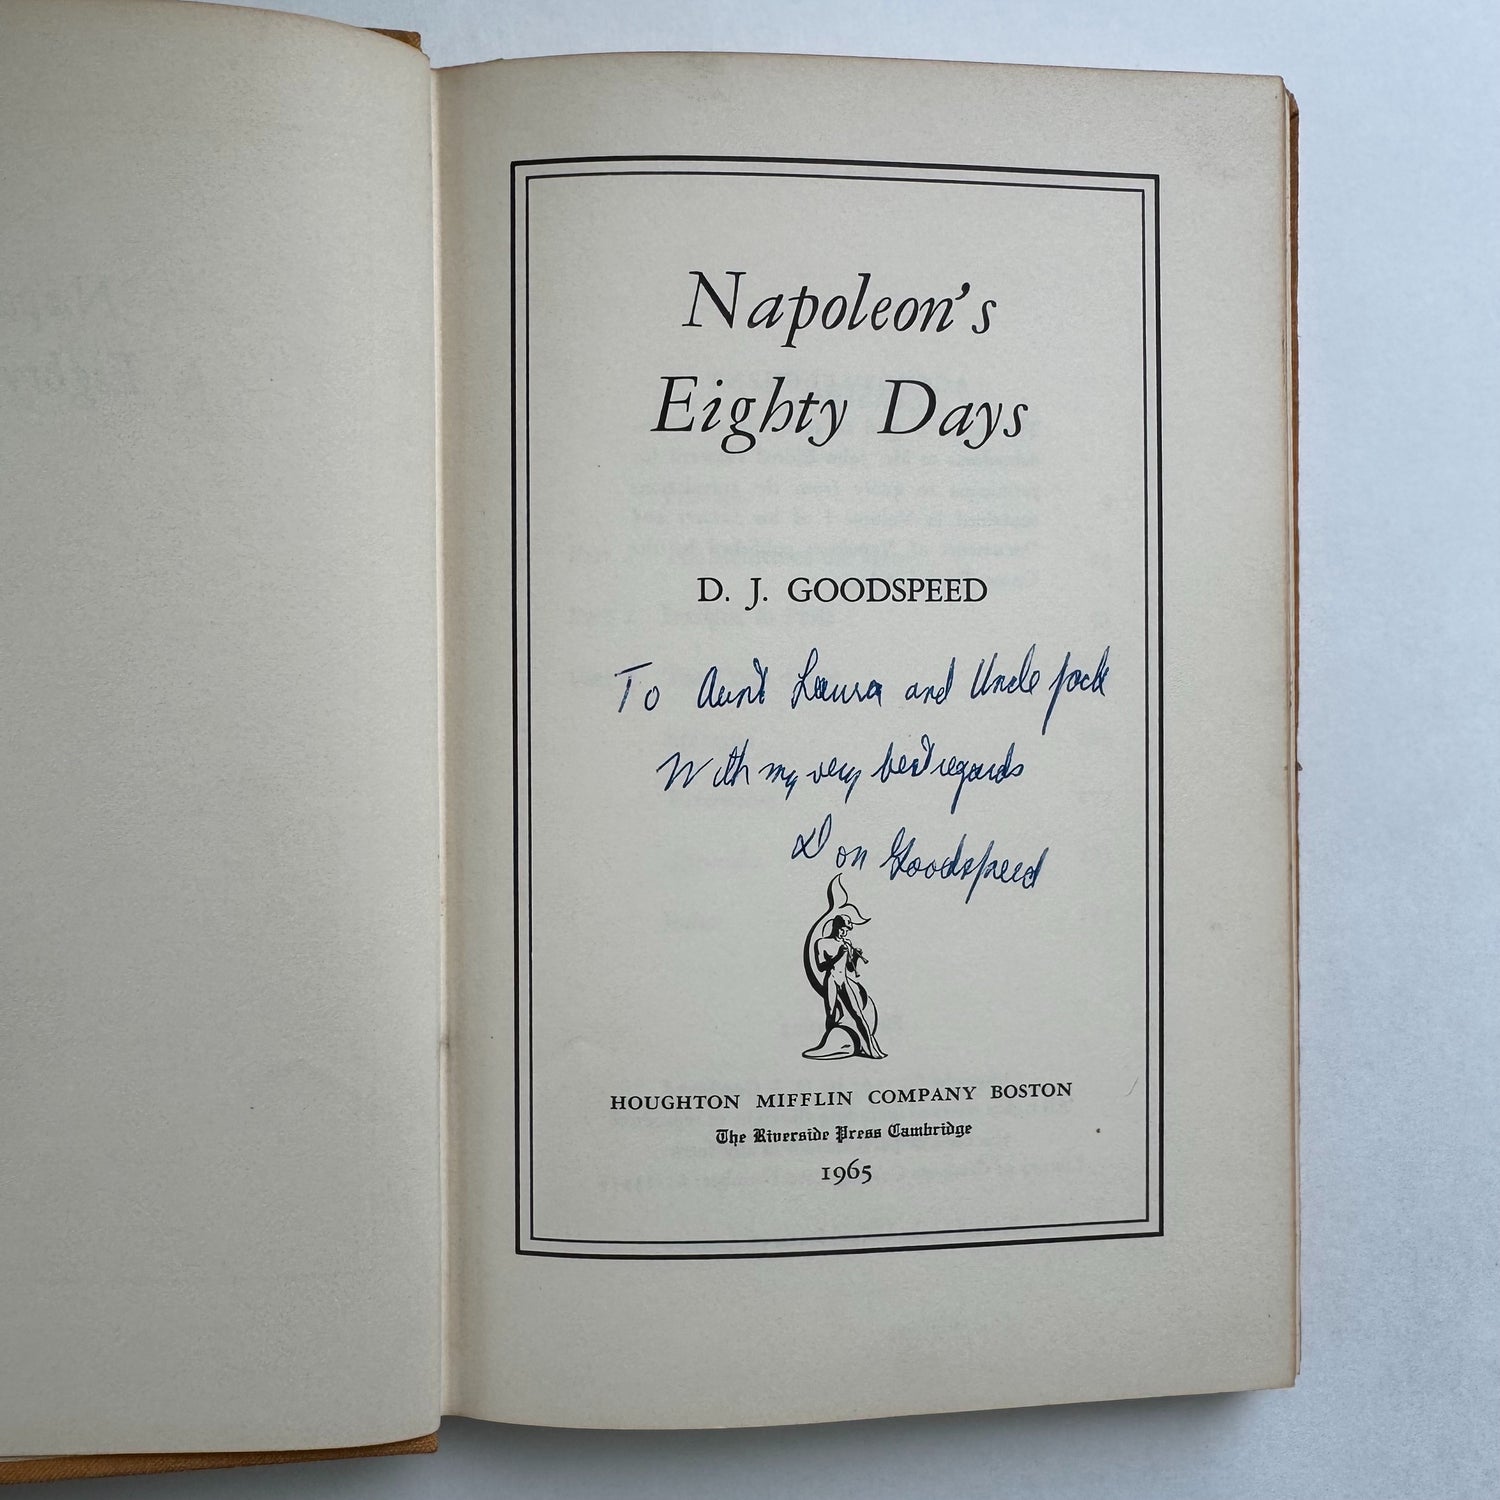 Napoleon's
Eighty Days
D. J. GOODSPEED
To Aunt Laura and Uncle Jack
With my very best regards
Don Goodspeed
HOUGHTON MIFFLIN COMPANY BOSTON
The Riverside Press Cambridge
1965